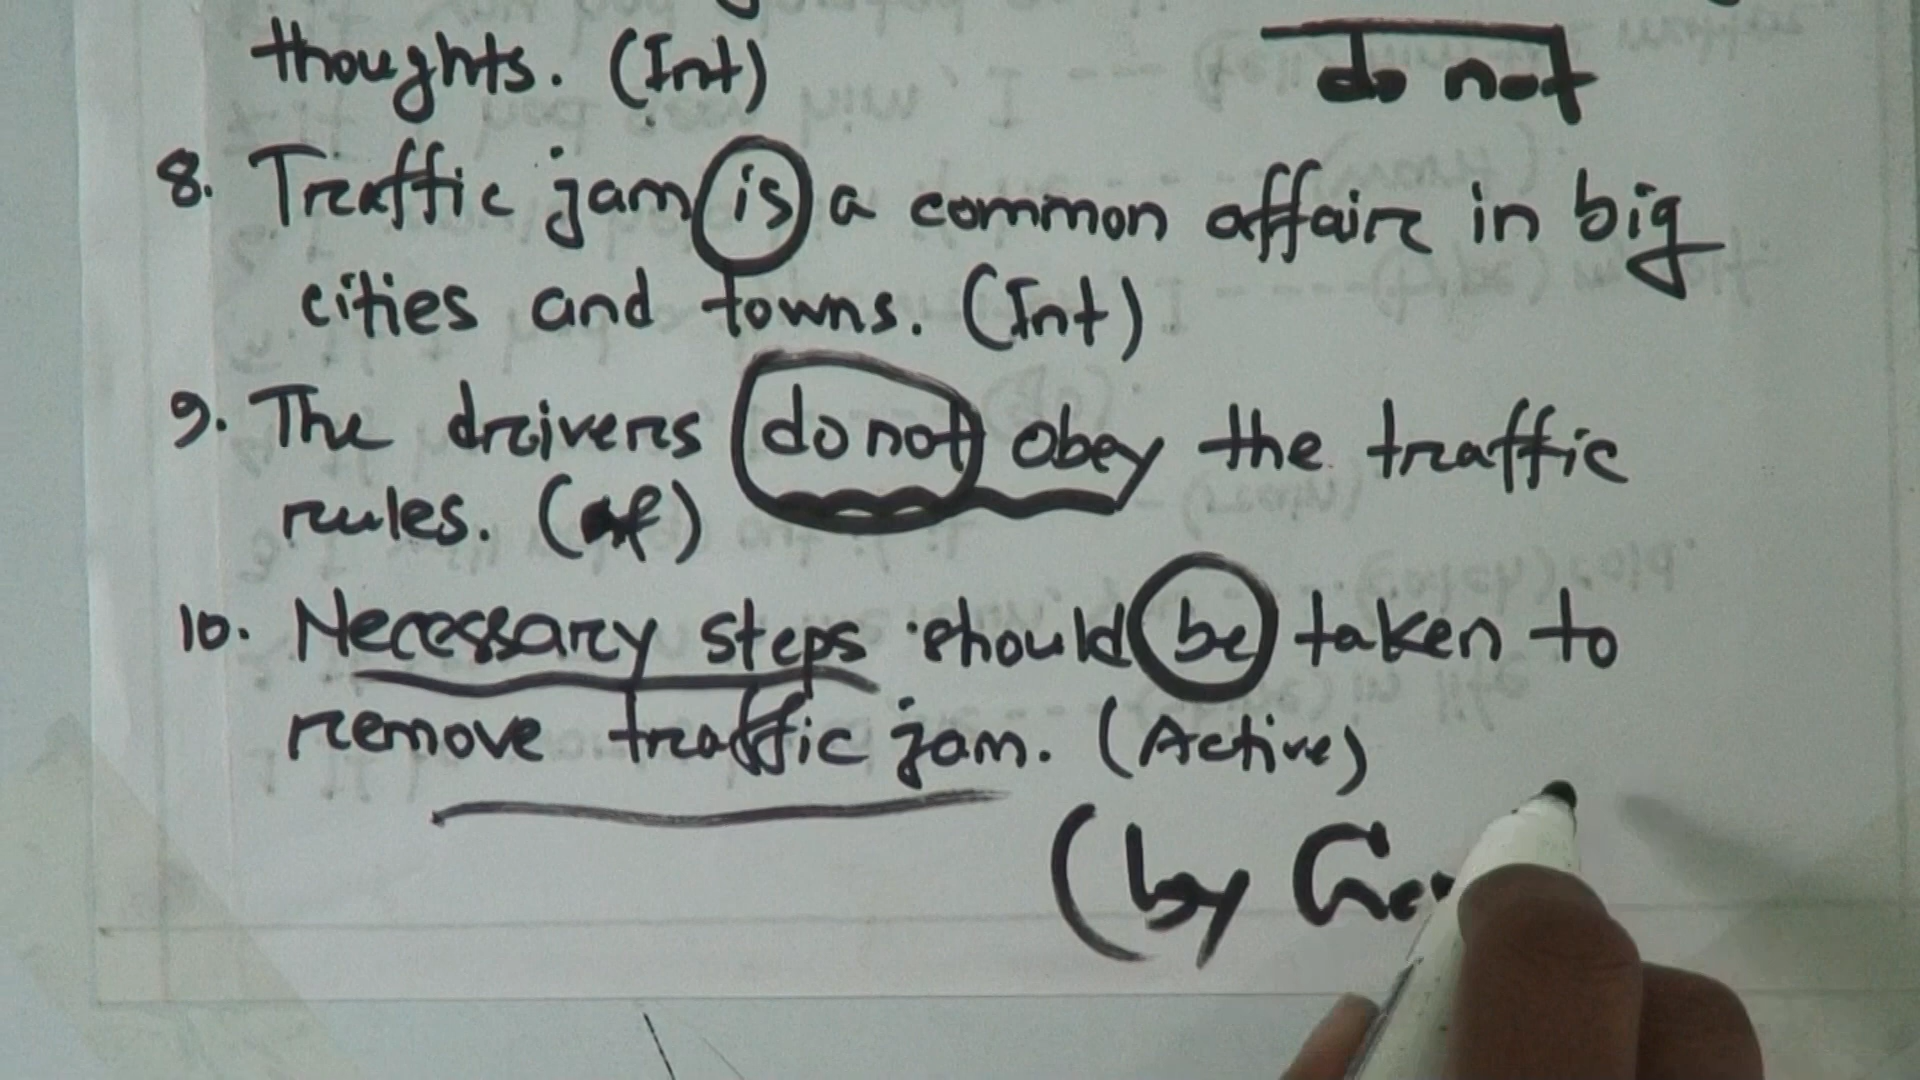 thoughts. (Int)
do not
8. Traffic jam is a common affair in big
cities and towns. (Int)
9. The drivers do not obey the traffic
rules. (af)
10. Necessary steps should be taken to
remove traffic jam. (Active)
(by